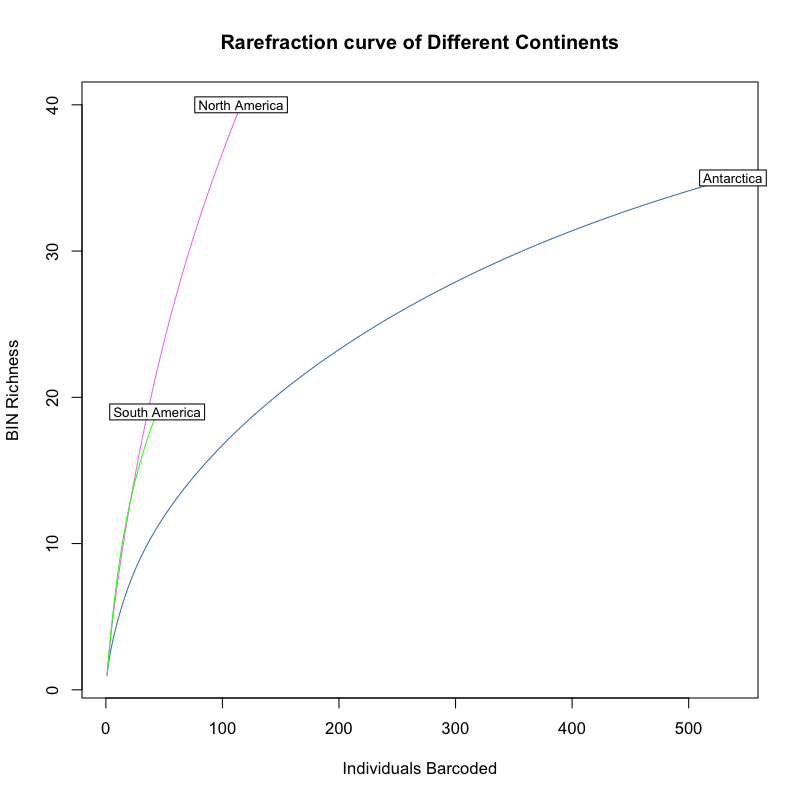 Rarefraction curve of Different Continents
North America
Antarctica
South America
BIN Richness
0
10
20
30
40
0 100 200 300 400 500
Individuals Barcoded